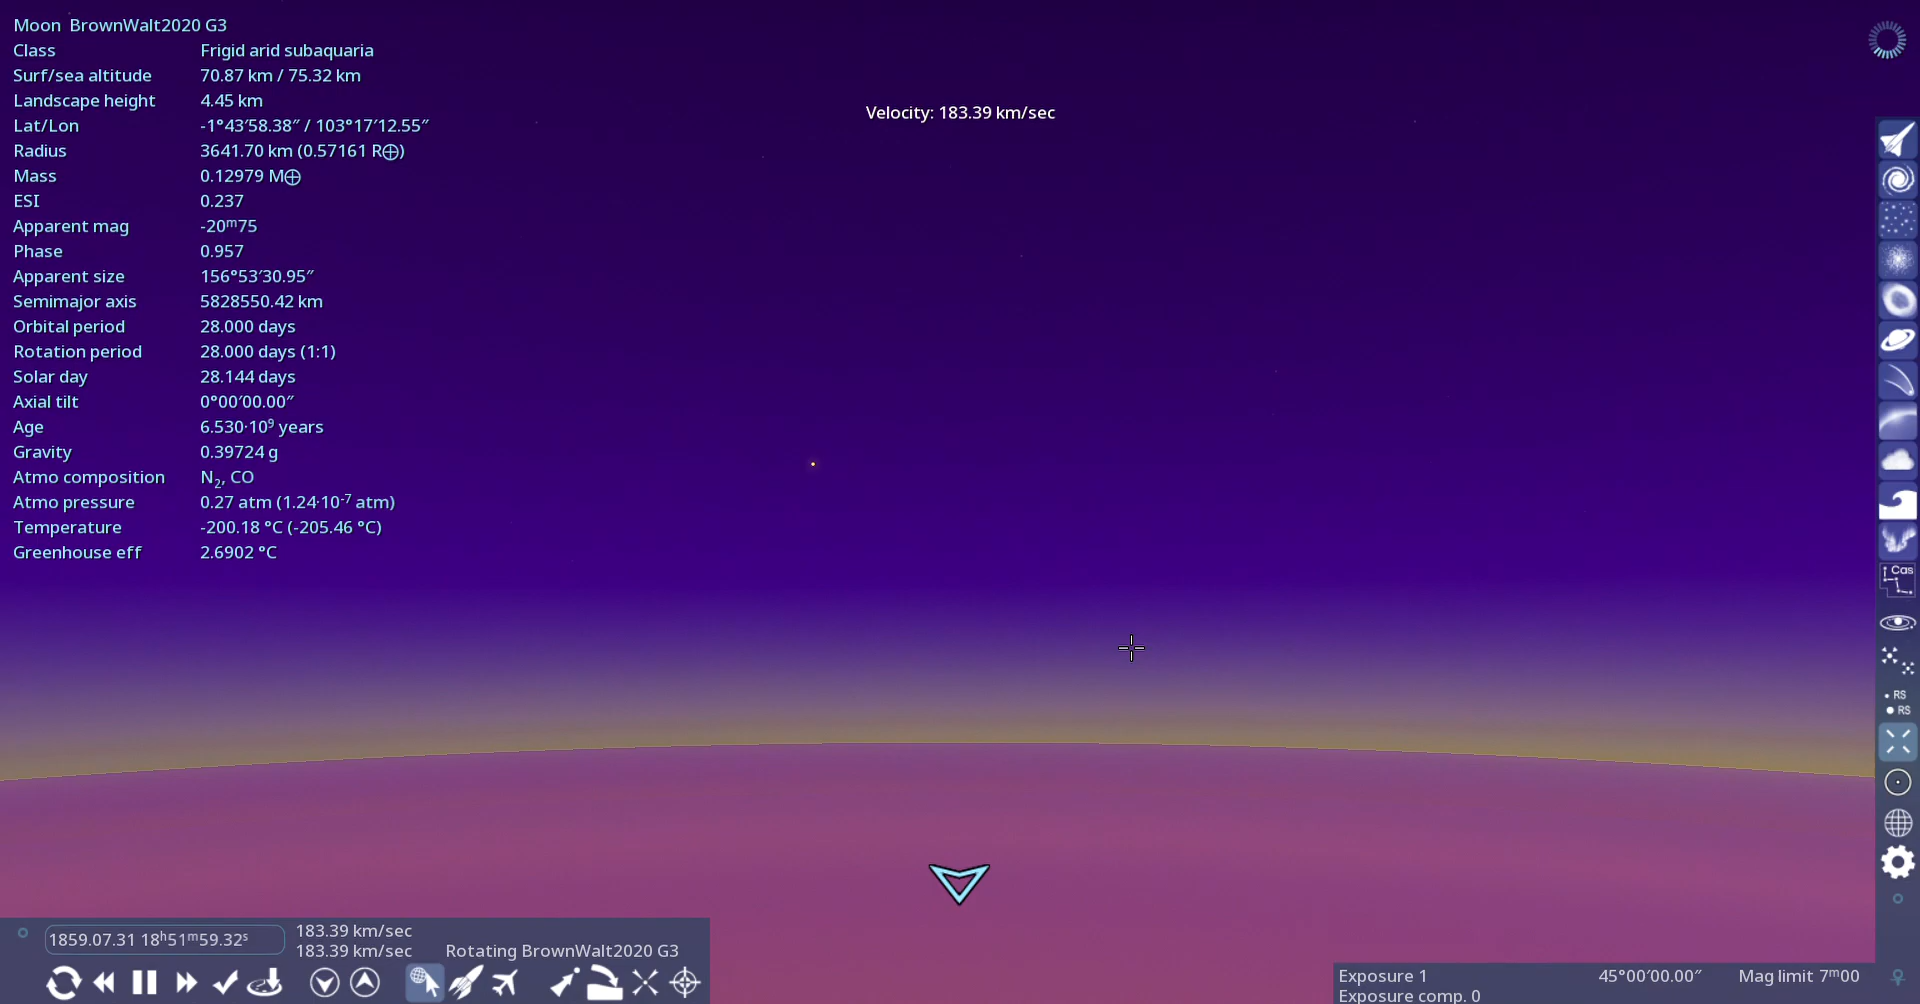 Moon BrownWalt2020 G3
Class Frigid arid subaquaria
Surf/sea altitude 70.87 km / 75.32 km
Landscape height 4.45 km
Lat/Lon -1°43′58.38″ / 103°17′12.55″
Radius 3641.70 km (0.57161 R⊕)
Mass 0.12979 M⊕
ESI 0.237
Apparent mag -20ᵐ75
Phase 0.957
Apparent size 156°53′30.95″
Semimajor axis 5828550.42 km
Orbital period 28.000 days
Rotation period 28.000 days (1:1)
Solar day 28.144 days
Axial tilt 0°00′00.00″
Age 6.530·10⁹ years
Gravity 0.39724 g
Atmo composition N₂, CO
Atmo pressure 0.27 atm (1.24·10⁻⁷ atm)
Temperature -200.18 °C (-205.46 °C)
Greenhouse eff 2.6902 °C
Velocity: 183.39 km/sec
Cas
RS
RS
1859.07.31 18ʰ51ᵐ59.32ˢ
183.39 km/sec
183.39 km/sec Rotating BrownWalt2020 G3
Exposure 1 45°00′00.00″ Mag limit 7ᵐ00
Exposure comp. 0